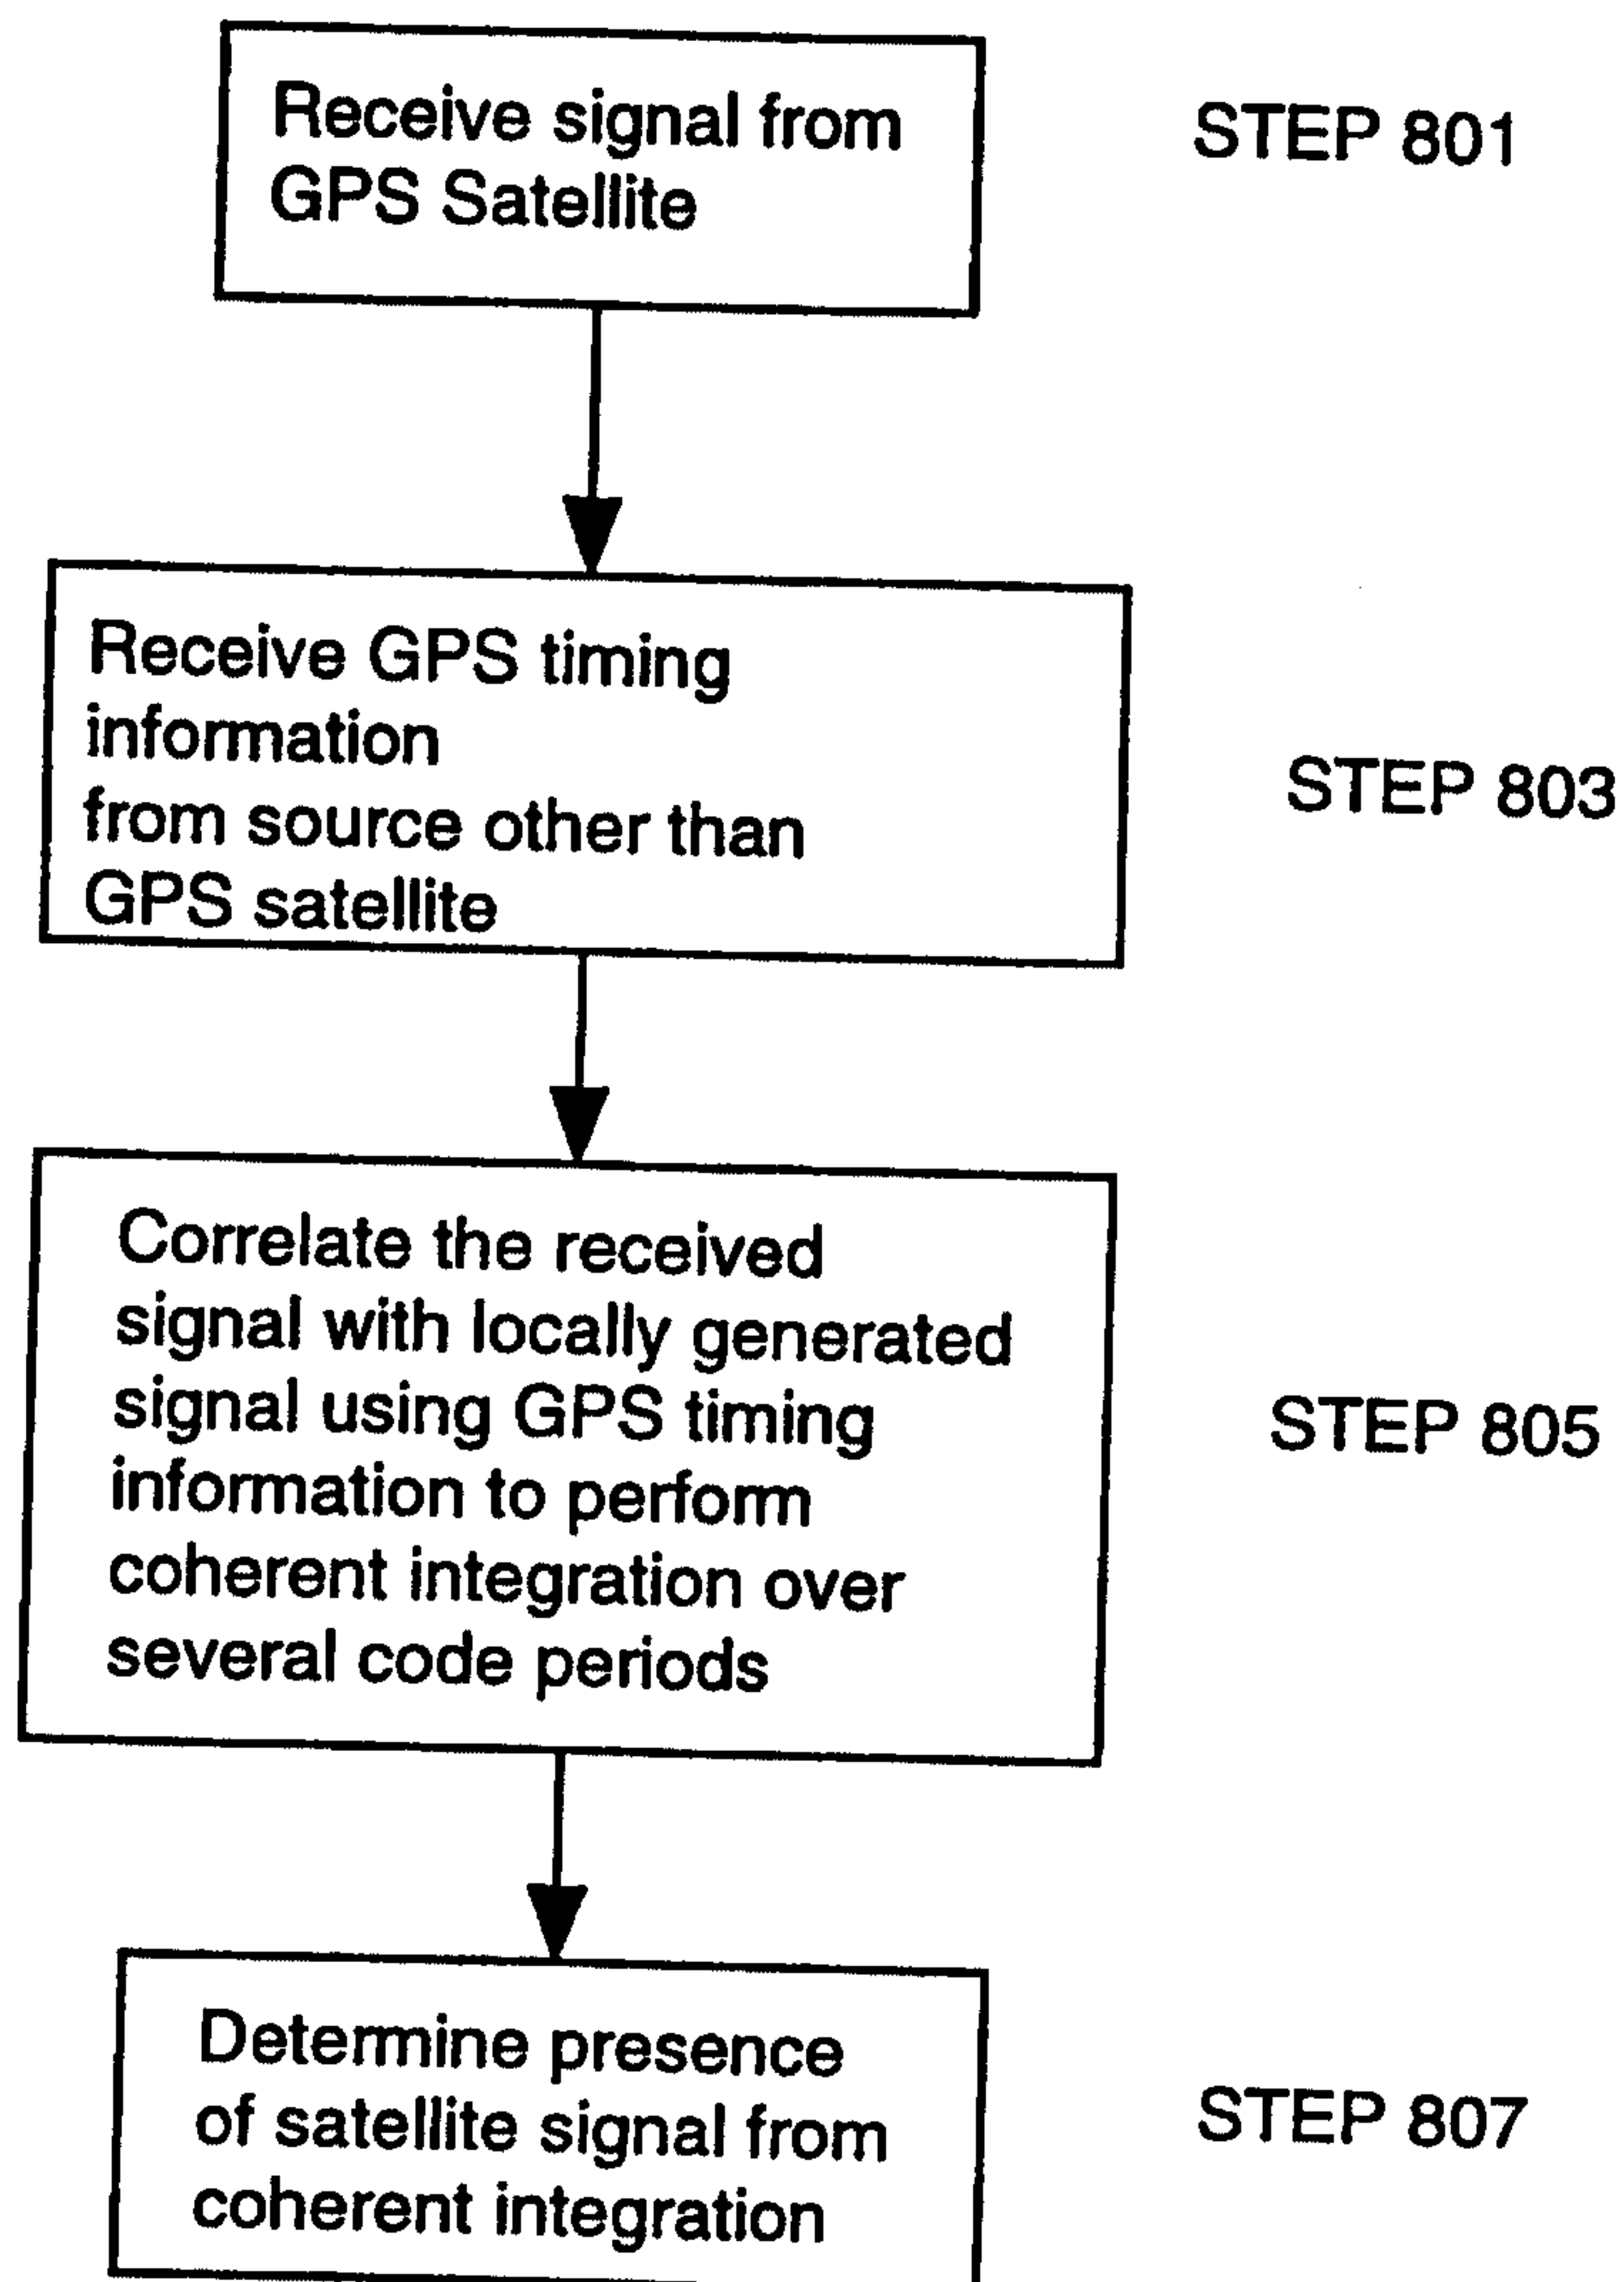 Receive signal from
GPS Satellite
STEP 801
Receive GPS timing
information
from source other than
GPS satellite
STEP 803
Correlate the received
signal with locally generated
signal using GPS timing
information to perform
coherent integration over
several code periods
STEP 805
Determine presence
of satellite signal from
coherent integration
STEP 807